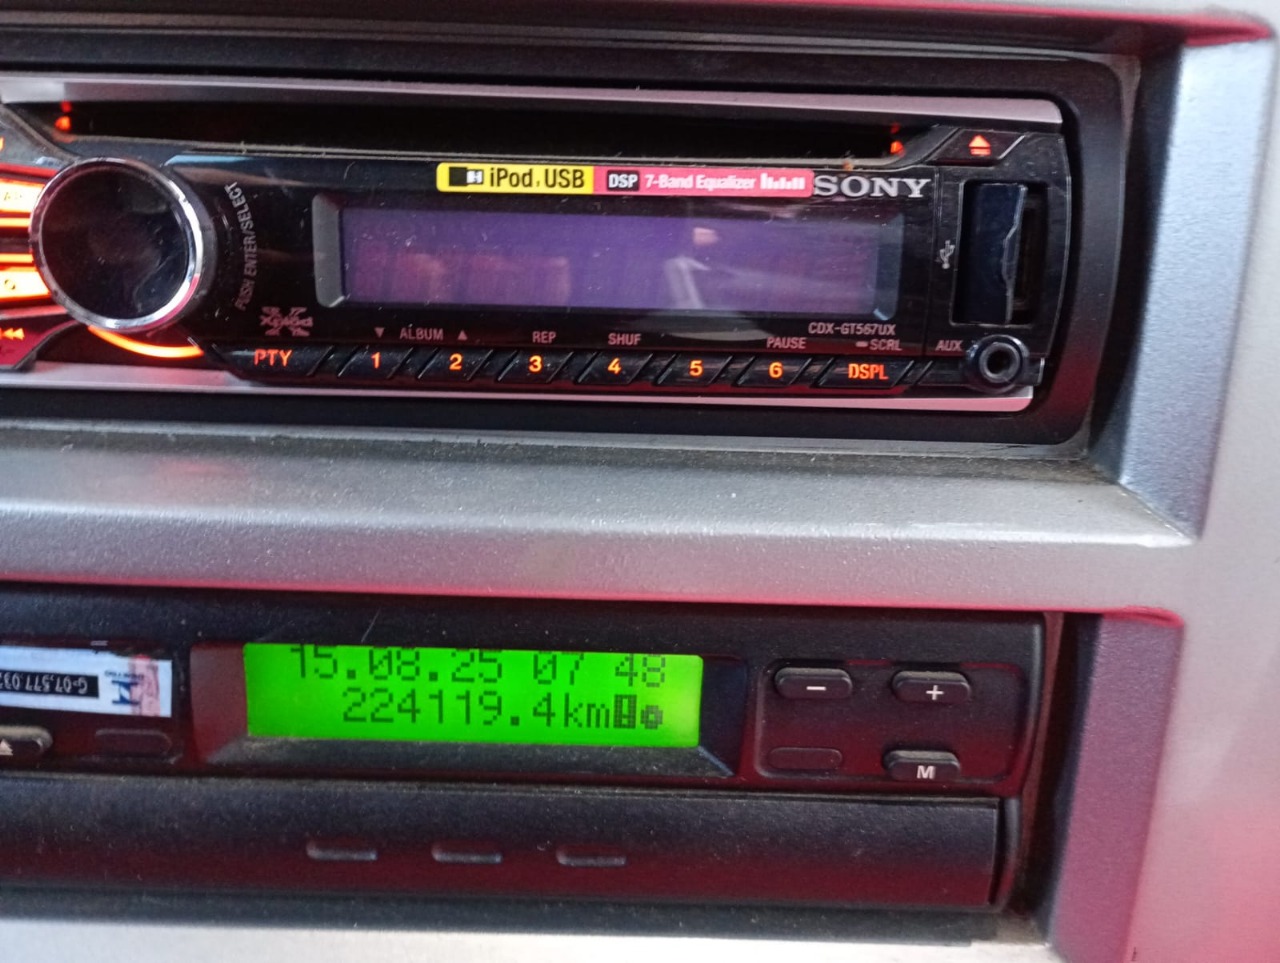 iPod USB
DSP 7-Band Equalizer
SONY
PUSH ENTER/SELECT
CDX-GT567UX
ALBUM REP SHUF PAUSE SCRL AUX
PTY 1 2 3 4 5 6 DSPL
15.08.25 07 48
224119.4km
- +
M